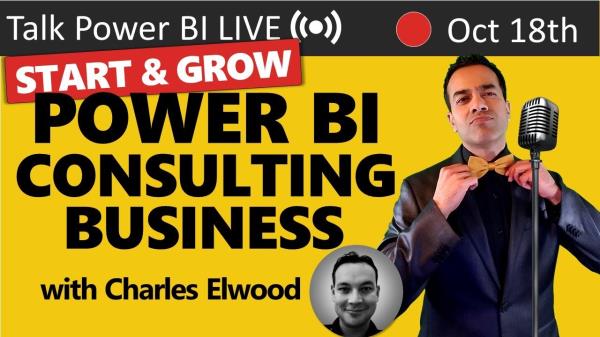 Talk Power BI LIVE
Oct 18th
START & GROW
POWER BI
CONSULTING
BUSINESS
with Charles Elwood